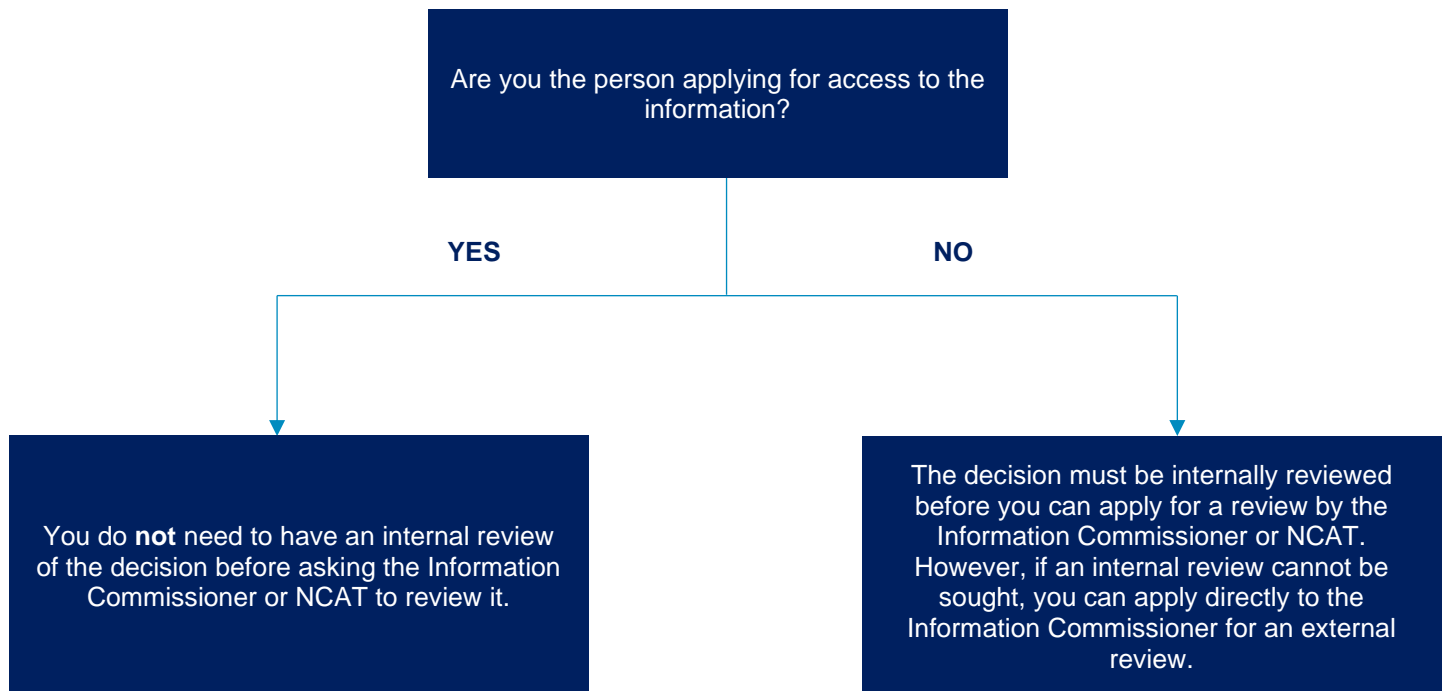 Are you the person applying for access to the
information?
YES
NO
You do not need to have an internal review
of the decision before asking the Information
Commissioner or NCAT to review it.
The decision must be internally reviewed
before you can apply for a review by the
Information Commissioner or NCAT.
However, if an internal review cannot be
sought, you can apply directly to the
Information Commissioner for an external
review.